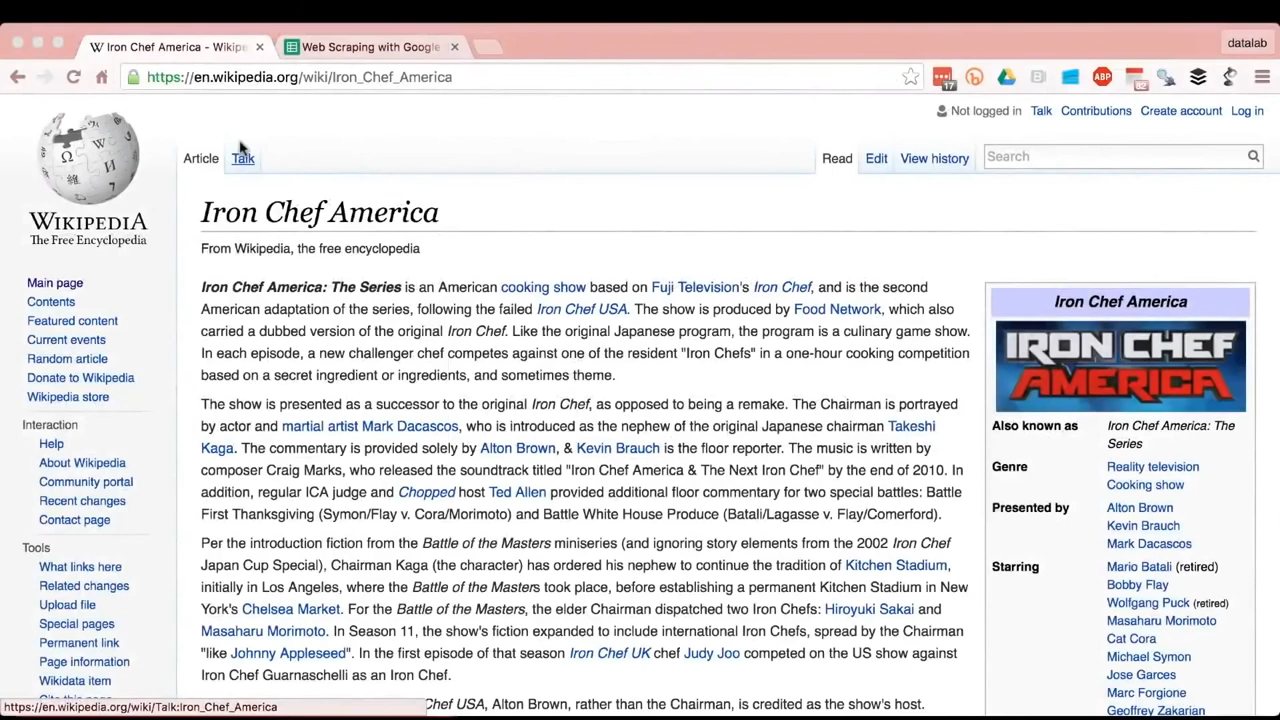 Iron Chef America - Wikipe
Web Scraping with Google
datalab
https://en.wikipedia.org/wiki/Iron_Chef_America
17
ABP
Not logged in Talk Contributions Create account Log in
Article Talk Read Edit View history Search
WIKIPEDIA
The Free Encyclopedia
Main page
Contents
Featured content
Current events
Random article
Donate to Wikipedia
Wikipedia store
Interaction
Help
About Wikipedia
Community portal
Recent changes
Contact page
Tools
What links here
Related changes
Upload file
Special pages
Permanent link
Page information
Wikidata item
Cite this page
Iron Chef America
From Wikipedia, the free encyclopedia
Iron Chef America: The Series is an American cooking show based on Fuji Television's Iron Chef, and is the second
American adaptation of the series, following the failed Iron Chef USA. The show is produced by Food Network, which also
carried a dubbed version of the original Iron Chef. Like the original Japanese program, the program is a culinary game show.
In each episode, a new challenger chef competes against one of the resident "Iron Chefs" in a one-hour cooking competition
based on a secret ingredient or ingredients, and sometimes theme.
The show is presented as a successor to the original Iron Chef, as opposed to being a remake. The Chairman is portrayed
by actor and martial artist Mark Dacascos, who is introduced as the nephew of the original Japanese chairman Takeshi
Kaga. The commentary is provided solely by Alton Brown, & Kevin Brauch is the floor reporter. The music is written by
composer Craig Marks, who released the soundtrack titled "Iron Chef America & The Next Iron Chef" by the end of 2010. In
addition, regular ICA judge and Chopped host Ted Allen provided additional floor commentary for two special battles: Battle
First Thanksgiving (Symon/Flay v. Cora/Morimoto) and Battle White House Produce (Batali/Lagasse v. Flay/Comerford).
Per the introduction fiction from the Battle of the Masters miniseries (and ignoring story elements from the 2002 Iron Chef
Japan Cup Special), Chairman Kaga (the character) has ordered his nephew to continue the tradition of Kitchen Stadium,
initially in Los Angeles, where the Battle of the Masters took place, before establishing a permanent Kitchen Stadium in New
York's Chelsea Market. For the Battle of the Masters, the elder Chairman dispatched two Iron Chefs: Hiroyuki Sakai and
Masaharu Morimoto. In Season 11, the show's fiction expanded to include international Iron Chefs, spread by the Chairman
"like Johnny Appleseed". In the first episode of that season Iron Chef UK chef Judy Joo competed on the US show against
Iron Chef Guarnaschelli as an Iron Chef.
Chef USA, Alton Brown, rather than the Chairman, is credited as the show's host.
Iron Chef America
IRON CHEF
AMERICA
Also known as Iron Chef America: The
Series
Genre Reality television
Cooking show
Presented by Alton Brown
Kevin Brauch
Mark Dacascos
Starring Mario Batali (retired)
Bobby Flay
Wolfgang Puck (retired)
Masaharu Morimoto
Cat Cora
Michael Symon
Jose Garces
Marc Forgione
Geoffrey Zakarian
https://en.wikipedia.org/wiki/Talk:Iron_Chef_America